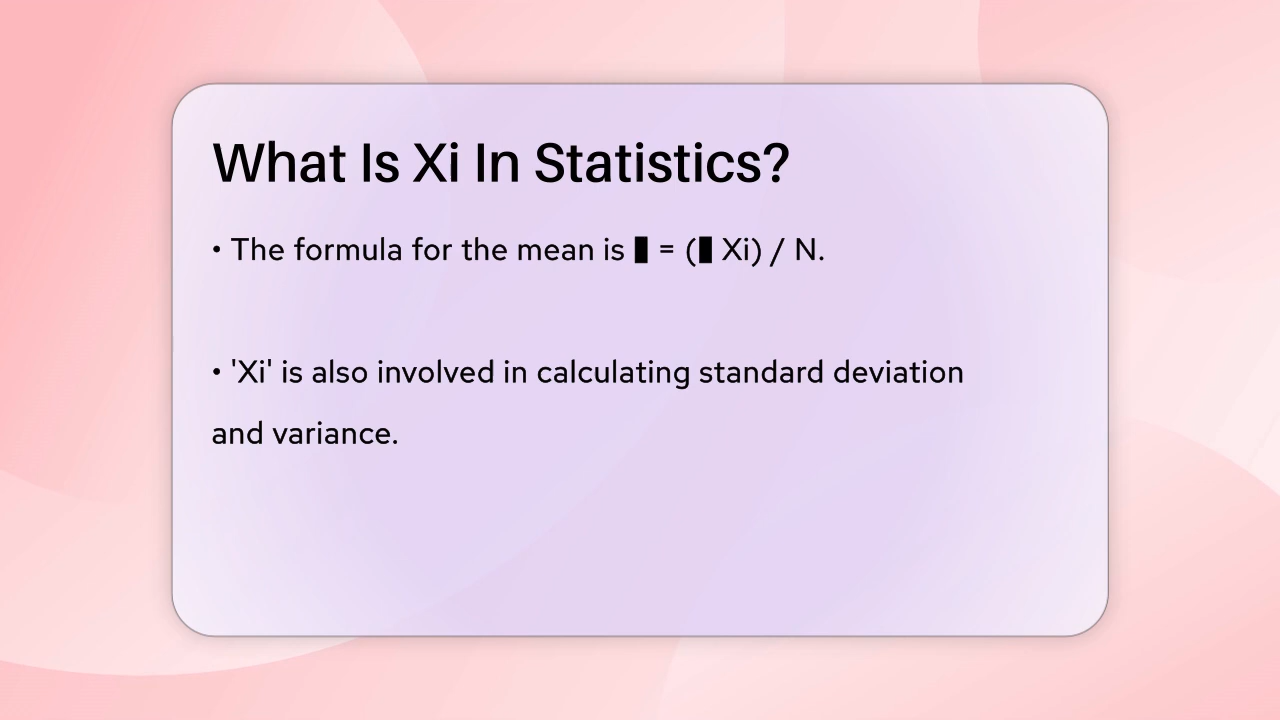 What Is Xi In Statistics?
• The formula for the mean is ▮ = (▮ Xi) / N.
• 'Xi' is also involved in calculating standard deviation
and variance.